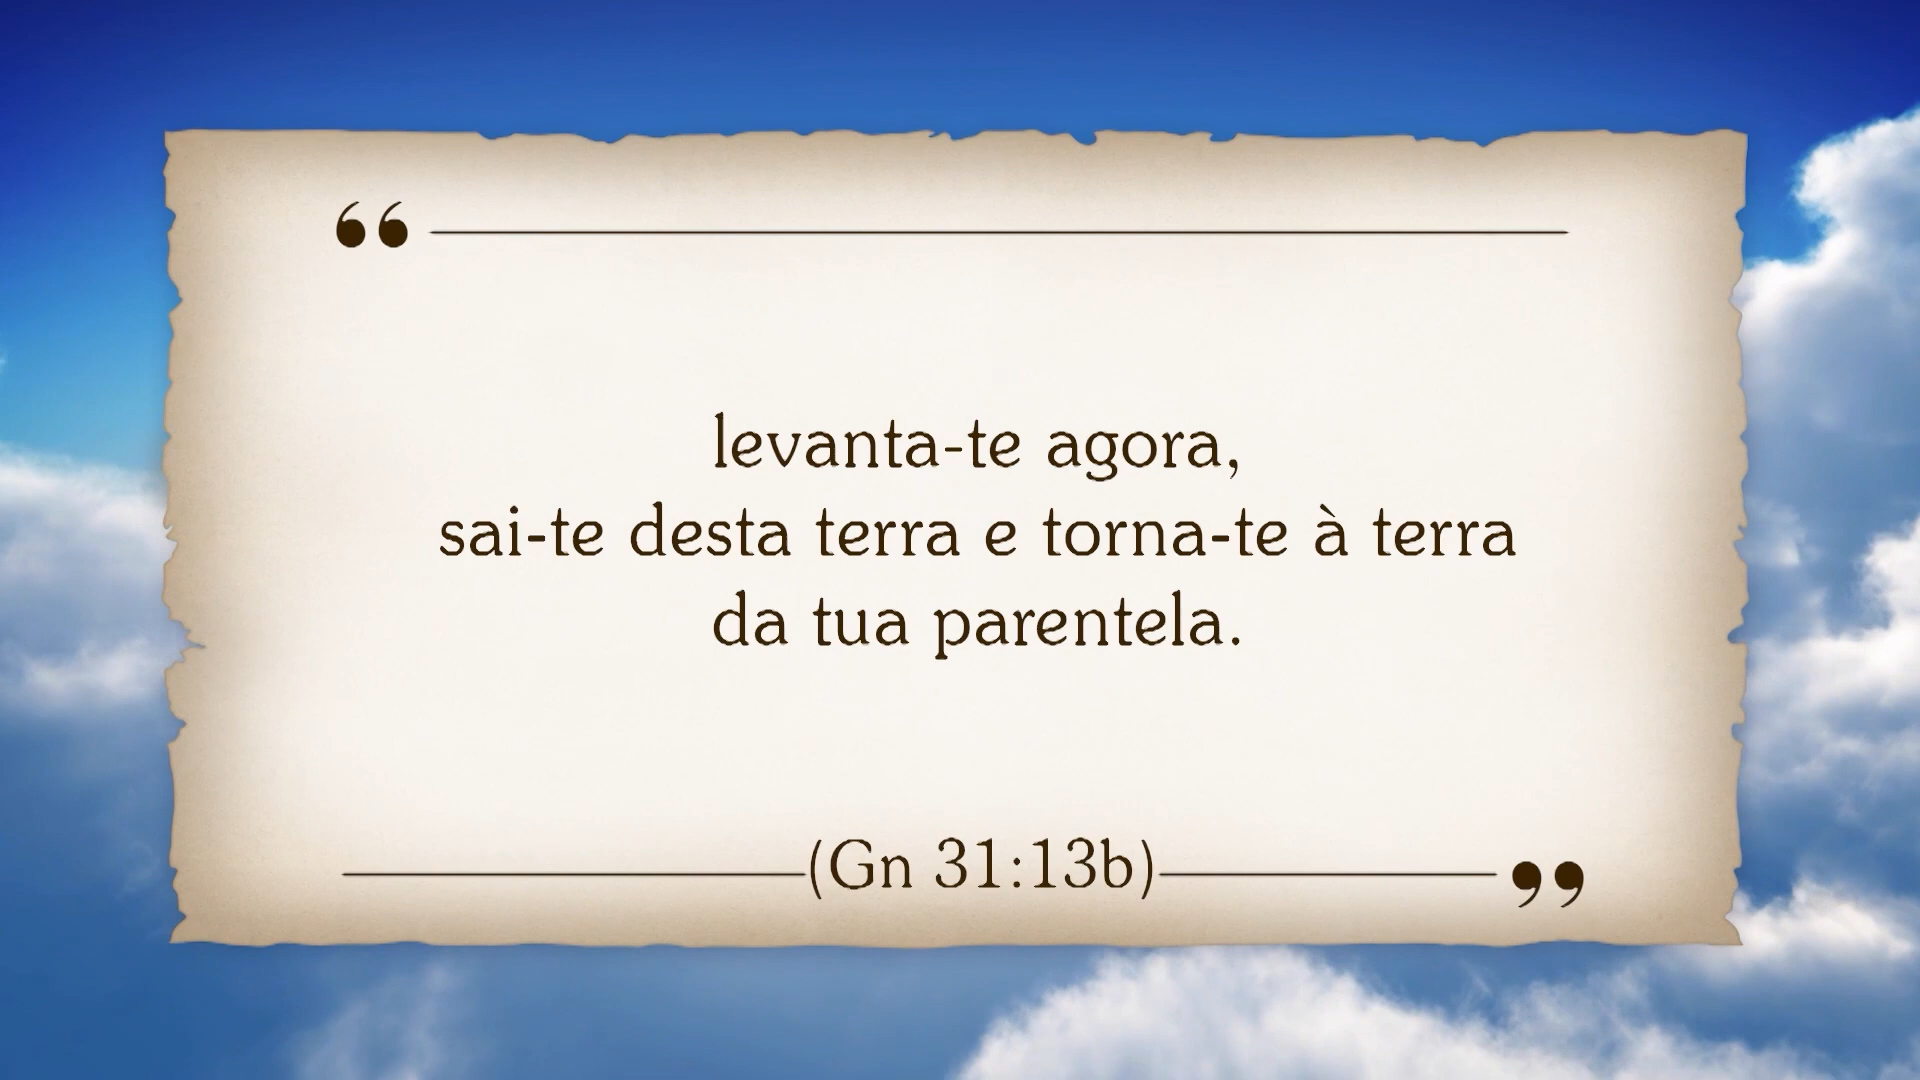 “
levanta-te agora,
sai-te desta terra e torna-te à terra
da tua parentela.
(Gn 31:13b)
”